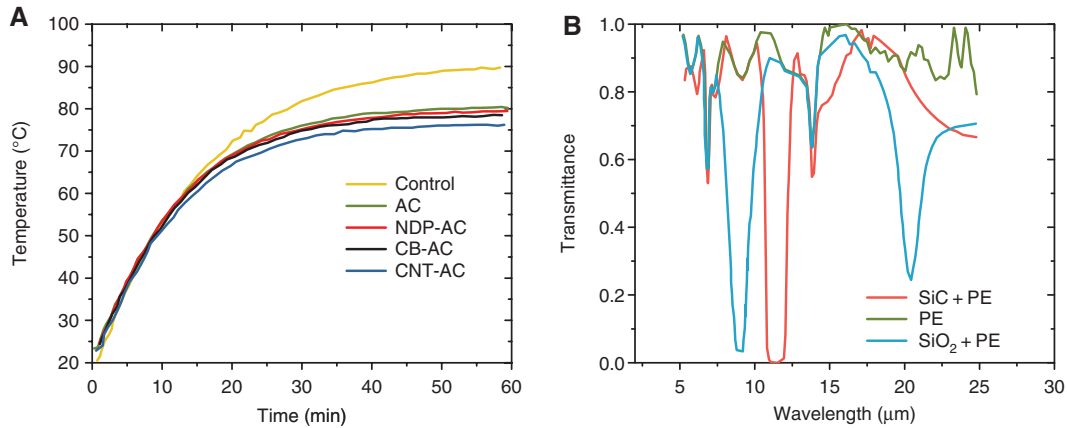 A
100
90
80
70
60
50
40
30
20
Temperature (°C)
0
10
20
30
40
50
60
Time (min)
Control
AC
NDP-AC
CB-AC
CNT-AC
B
1.0
0.8
0.6
0.4
0.2
0.0
Transmittance
5
10
15
20
25
30
Wavelength (μm)
SiC + PE
PE
SiO₂ + PE